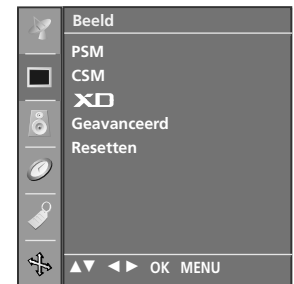 Beeld
PSM
CSM
XD
Geavanceerd
Resetten
▲▼ ◄► OK MENU